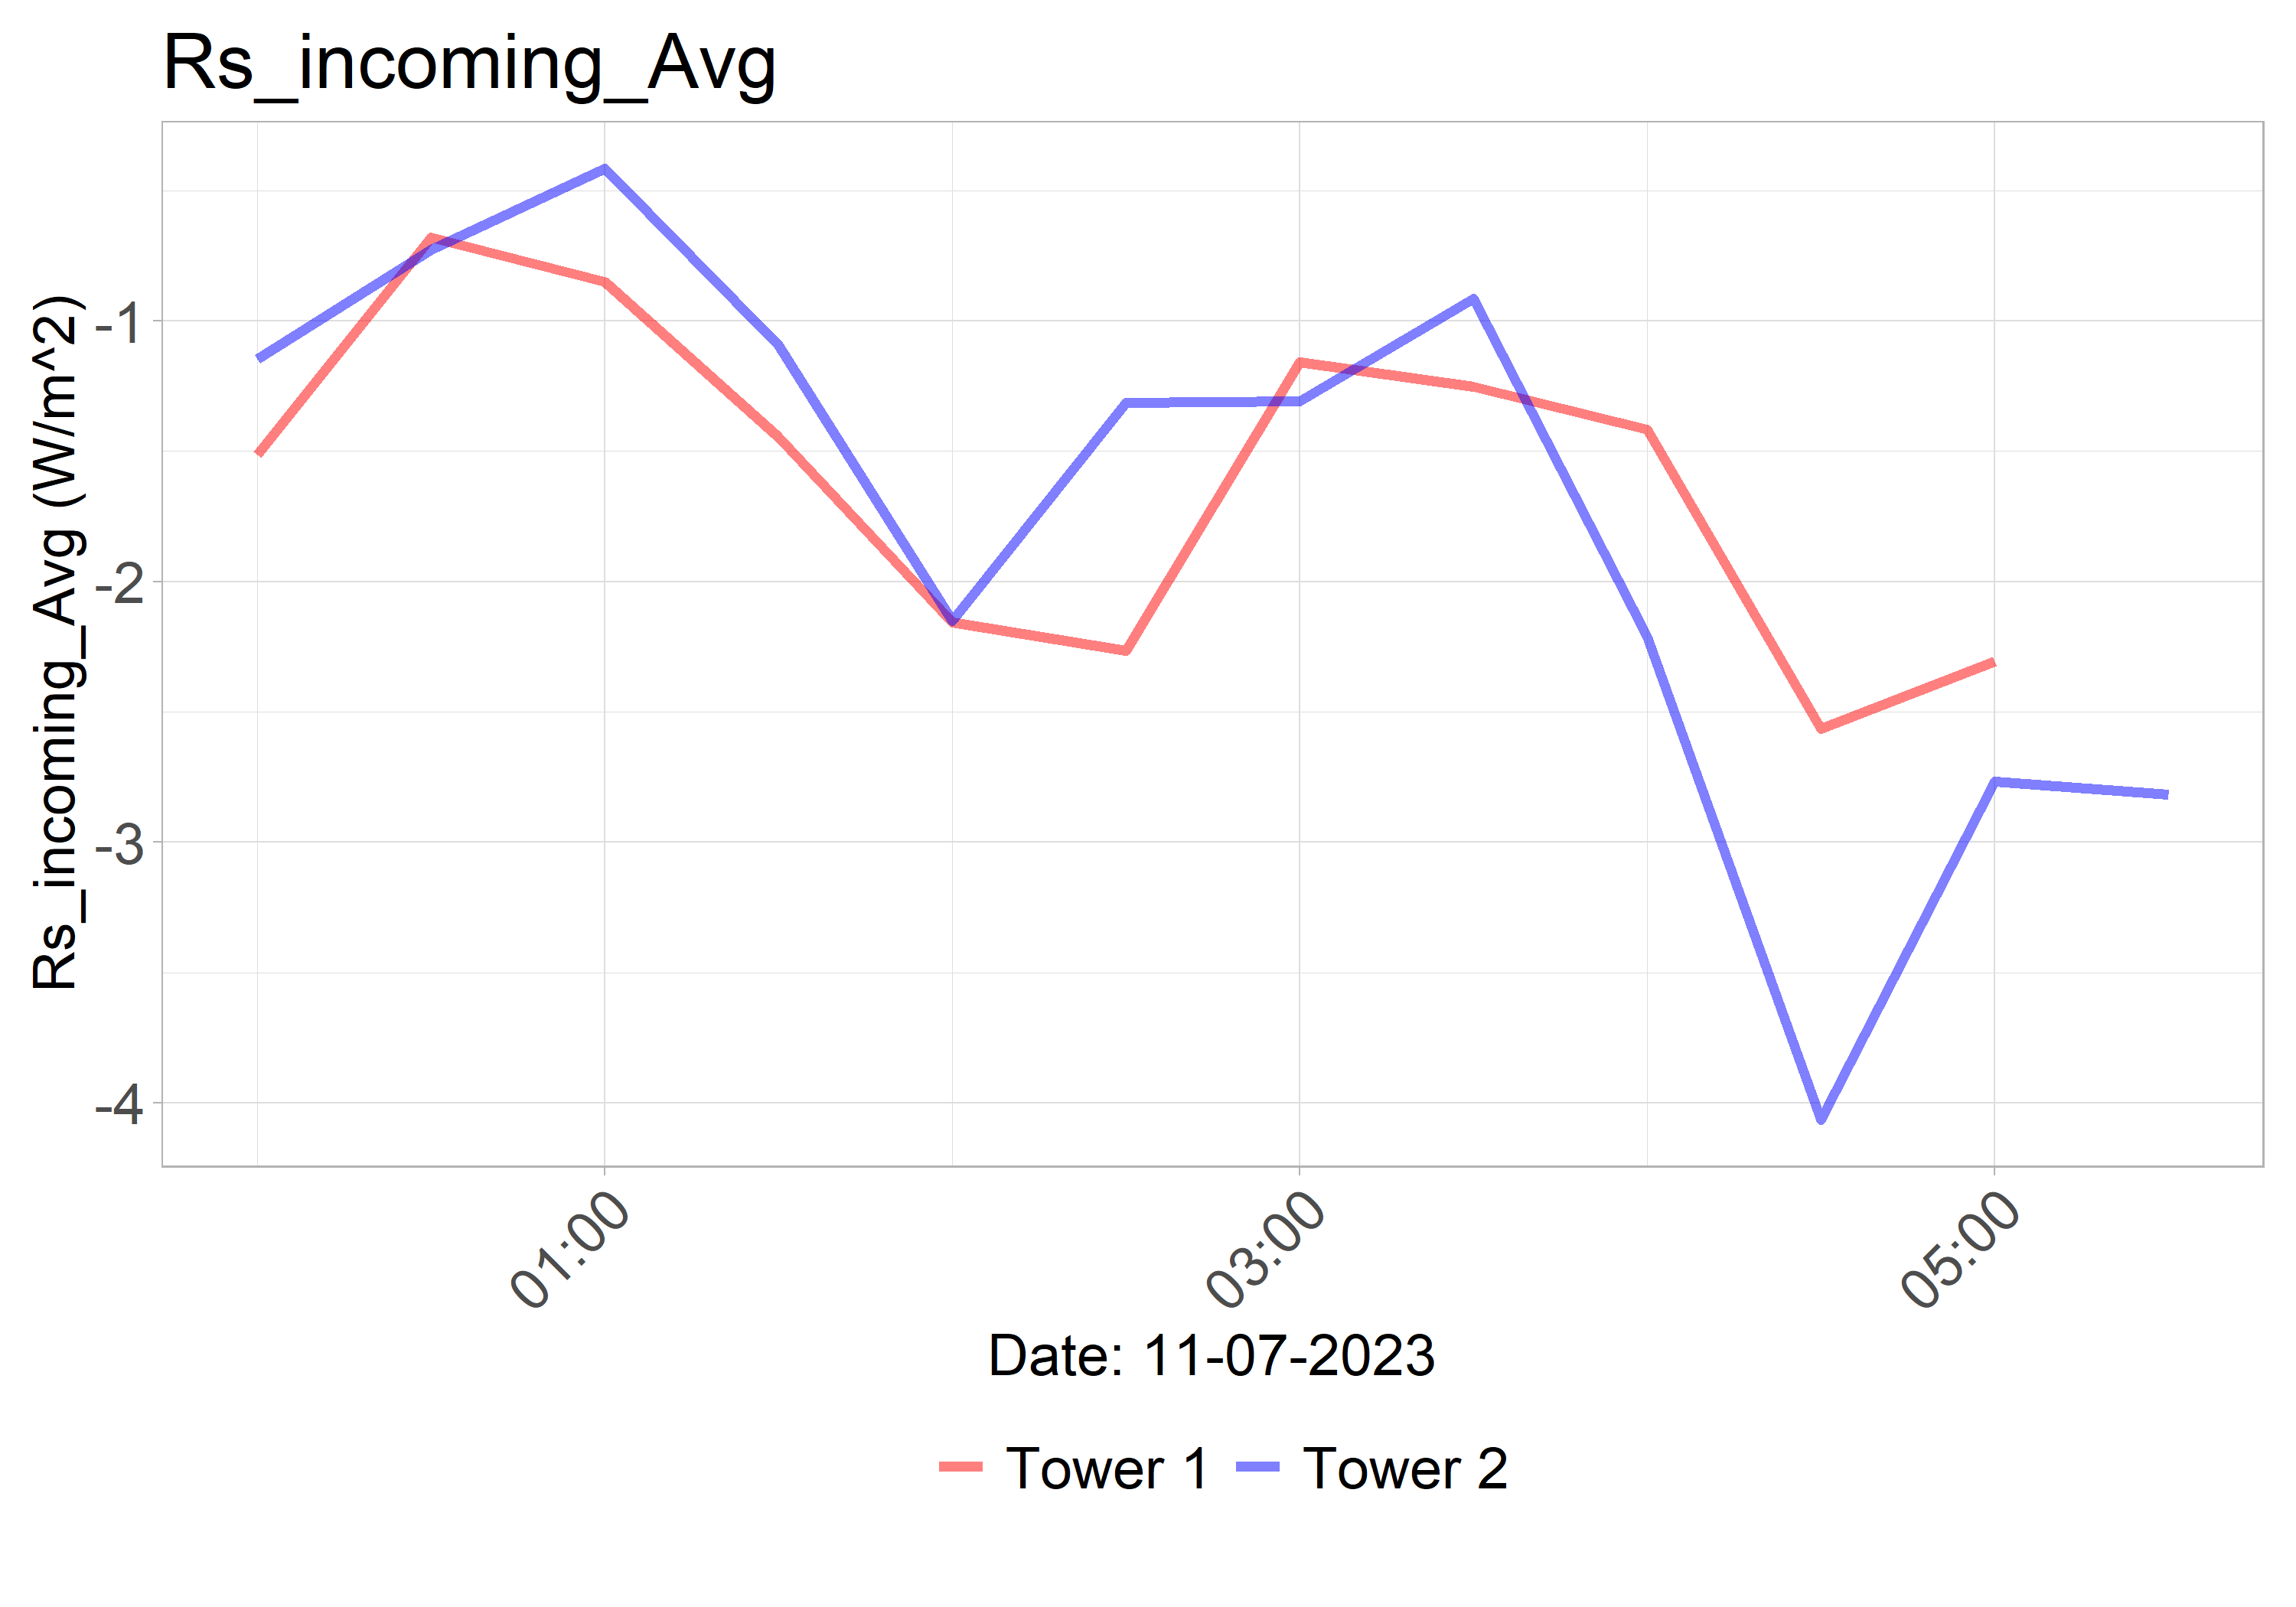 Rs_incoming_Avg
Rs_incoming_Avg (W/m^2)
-1
-2
-3
-4
01:00
03:00
05:00
Date: 11-07-2023
Tower 1
Tower 2